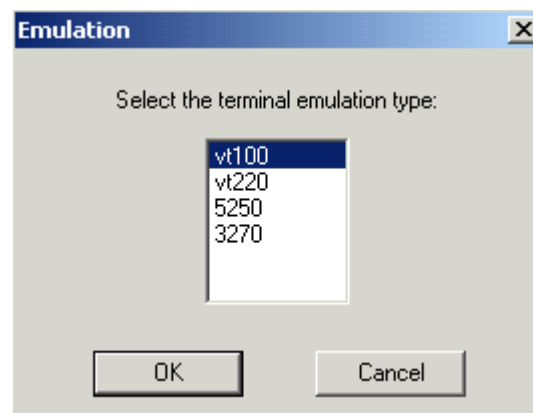 Emulation
Select the terminal emulation type:
vt100
vt220
5250
3270
OK
Cancel